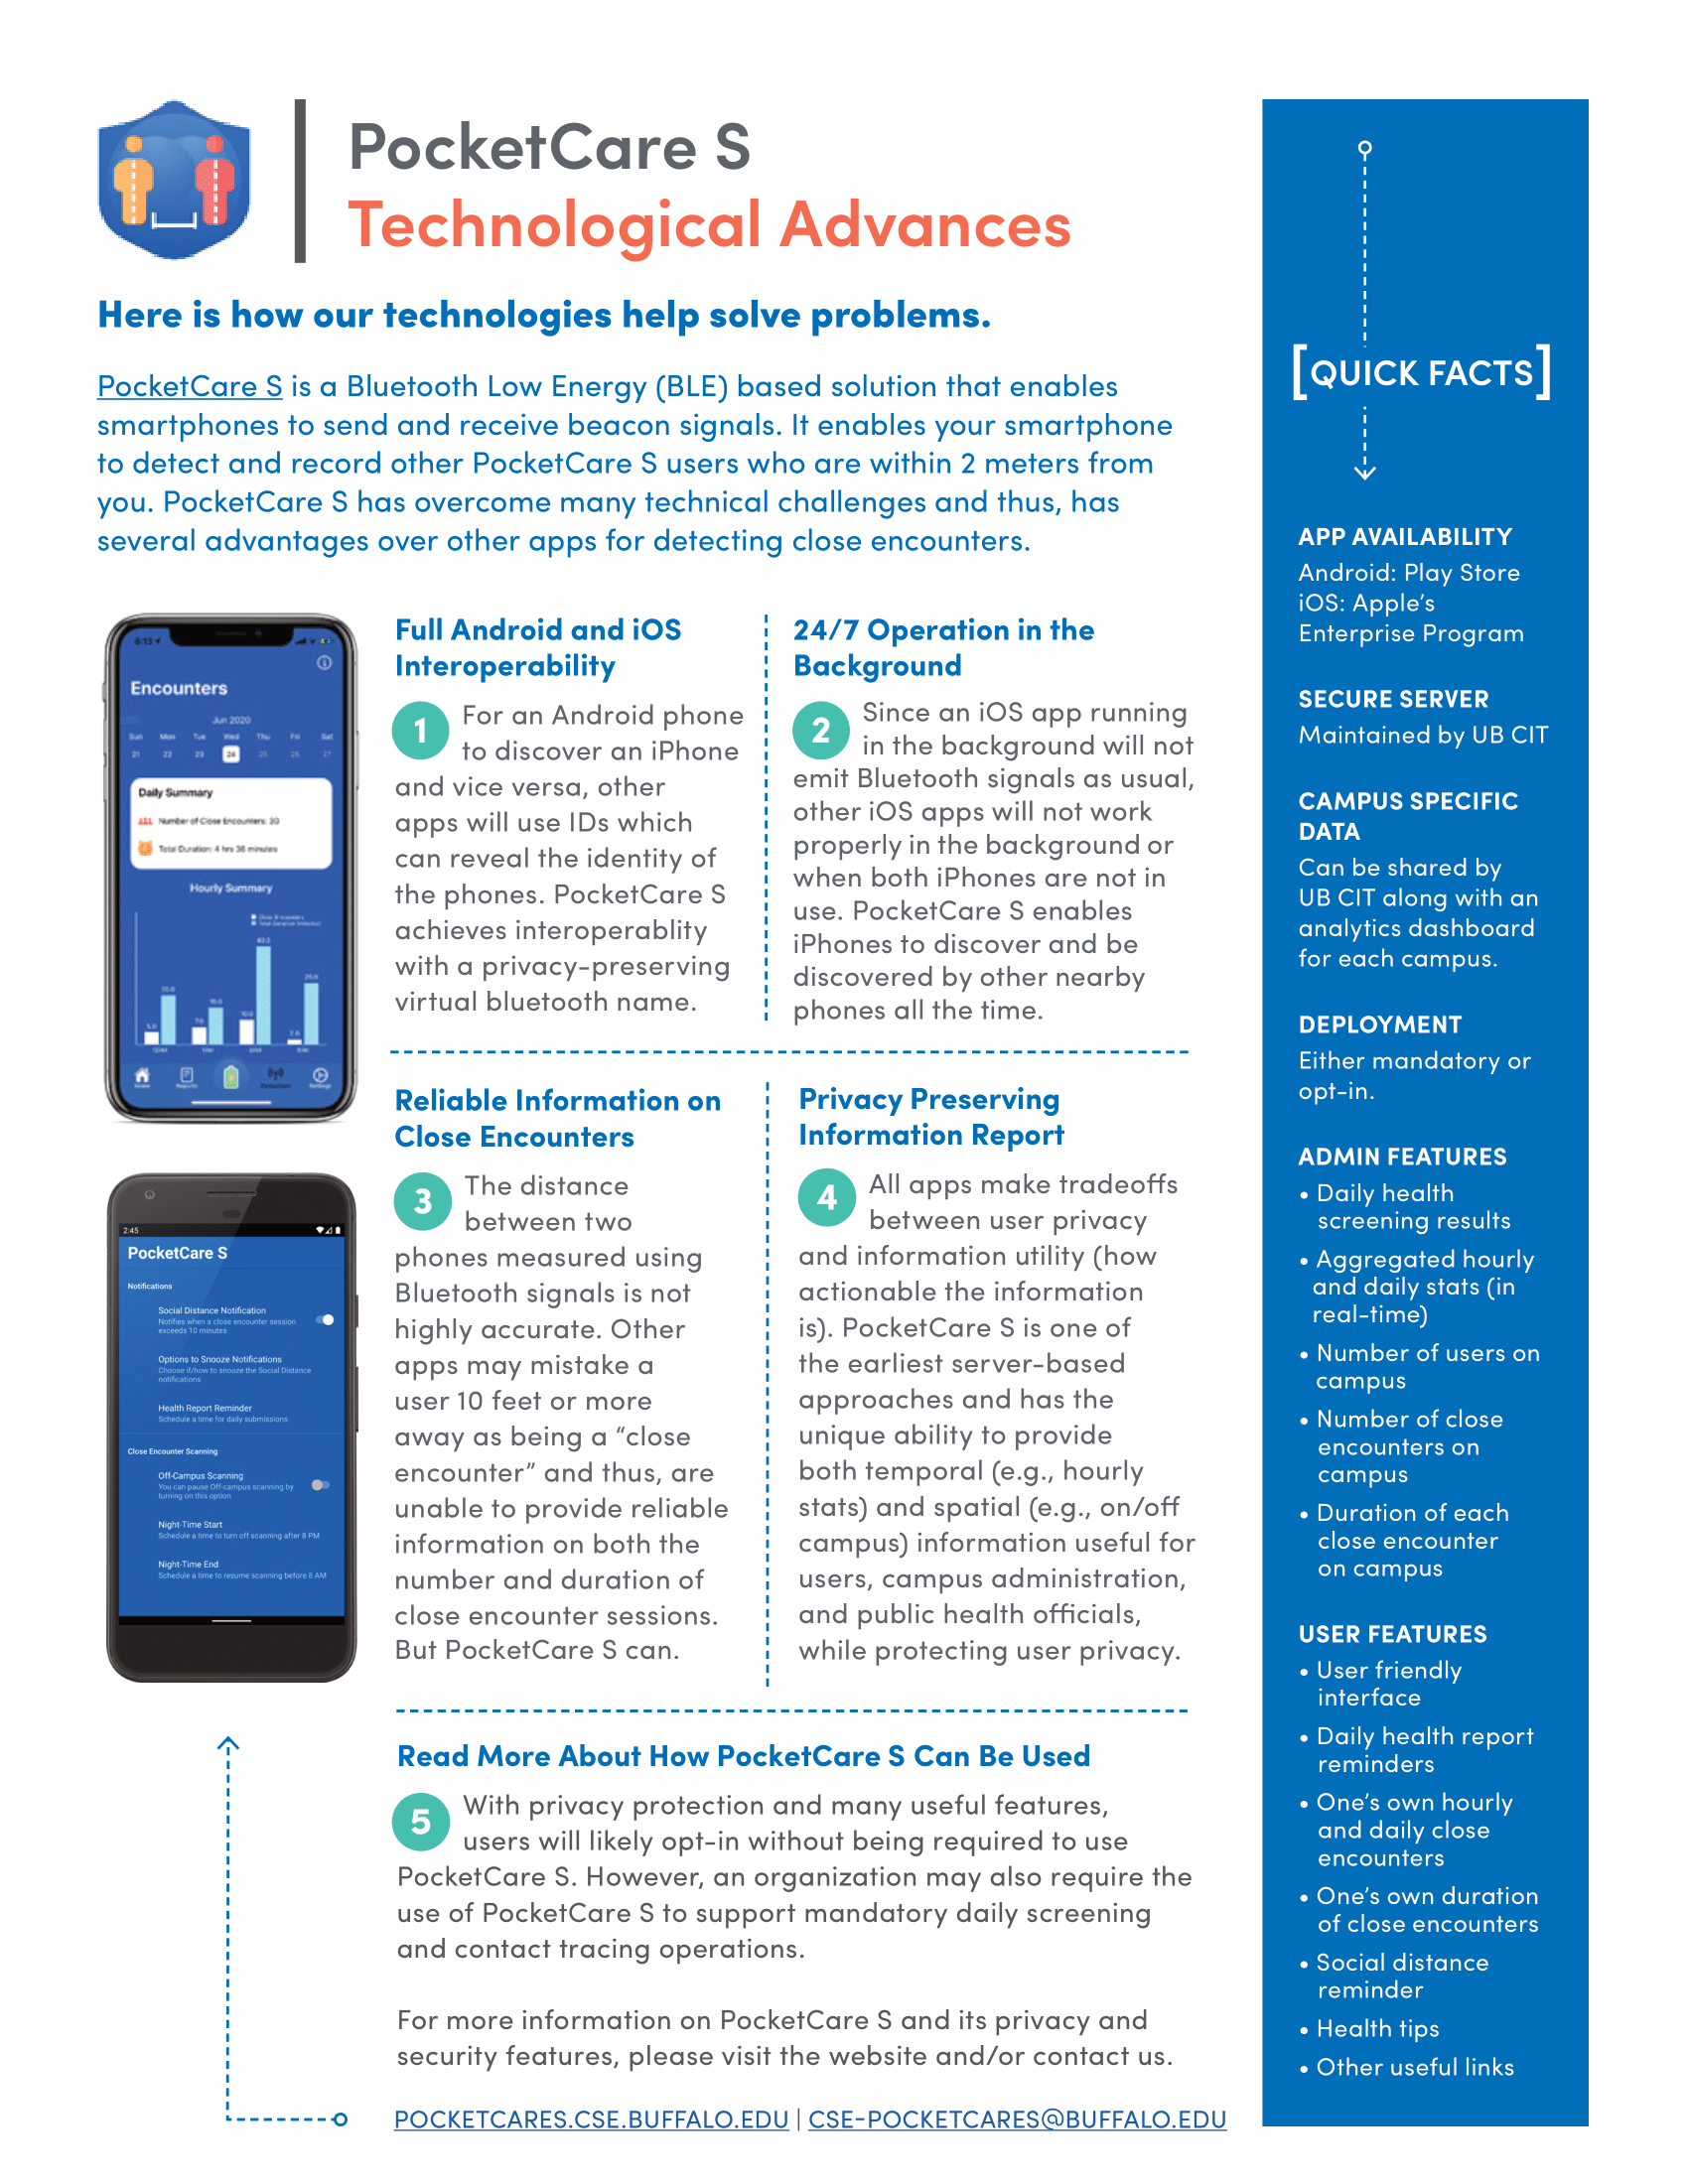 PocketCare S
Technological Advances
Here is how our technologies help solve problems.
PocketCare S is a Bluetooth Low Energy (BLE) based solution that enables
smartphones to send and receive beacon signals. It enables your smartphone
to detect and record other PocketCare S users who are within 2 meters from
you. PocketCare S has overcome many technical challenges and thus, has
several advantages over other apps for detecting close encounters.
6:13
Encounters
Jun 2020
Sun Mon Tue Wed Thu Fri Sat
21 22 23 24 25 26 27
Daily Summary
Number of Close Encounters: 30
Total Duration: 4 hrs 36 minutes
Hourly Summary
Home Reports Encounters Settings
2:45
PocketCare S
Notifications
Social Distance Notification
Notifies when a close encounter session
exceeds 10 minutes
Options to Snooze Notifications
Choose if/how to snooze the Social Distance
notifications
Health Report Reminder
Schedule a time for daily submissions
Close Encounter Scanning
Off-Campus Scanning
You can pause Off-campus scanning by
turning on this option
Night-Time Start
Schedule a time to turn off scanning after 8 PM
Night-Time End
Schedule a time to resume scanning before 8 AM
Full Android and iOS
Interoperability
1 For an Android phone
to discover an iPhone
and vice versa, other
apps will use IDs which
can reveal the identity of
the phones. PocketCare S
achieves interoperablity
with a privacy-preserving
virtual bluetooth name.
24/7 Operation in the
Background
2 Since an iOS app running
in the background will not
emit Bluetooth signals as usual,
other iOS apps will not work
properly in the background or
when both iPhones are not in
use. PocketCare S enables
iPhones to discover and be
discovered by other nearby
phones all the time.
Reliable Information on
Close Encounters
3 The distance
between two
phones measured using
Bluetooth signals is not
highly accurate. Other
apps may mistake a
user 10 feet or more
away as being a “close
encounter” and thus, are
unable to provide reliable
information on both the
number and duration of
close encounter sessions.
But PocketCare S can.
Privacy Preserving
Information Report
4 All apps make tradeoffs
between user privacy
and information utility (how
actionable the information
is). PocketCare S is one of
the earliest server-based
approaches and has the
unique ability to provide
both temporal (e.g., hourly
stats) and spatial (e.g., on/off
campus) information useful for
users, campus administration,
and public health officials,
while protecting user privacy.
Read More About How PocketCare S Can Be Used
5 With privacy protection and many useful features,
users will likely opt-in without being required to use
PocketCare S. However, an organization may also require the
use of PocketCare S to support mandatory daily screening
and contact tracing operations.
For more information on PocketCare S and its privacy and
security features, please visit the website and/or contact us.
POCKETCARES.CSE.BUFFALO.EDU | CSE-POCKETCARES@BUFFALO.EDU
[QUICK FACTS]
APP AVAILABILITY
Android: Play Store
iOS: Apple’s
Enterprise Program
SECURE SERVER
Maintained by UB CIT
CAMPUS SPECIFIC
DATA
Can be shared by
UB CIT along with an
analytics dashboard
for each campus.
DEPLOYMENT
Either mandatory or
opt-in.
ADMIN FEATURES
• Daily health
screening results
• Aggregated hourly
and daily stats (in
real-time)
• Number of users on
campus
• Number of close
encounters on
campus
• Duration of each
close encounter
on campus
USER FEATURES
• User friendly
interface
• Daily health report
reminders
• One’s own hourly
and daily close
encounters
• One’s own duration
of close encounters
• Social distance
reminder
• Health tips
• Other useful links